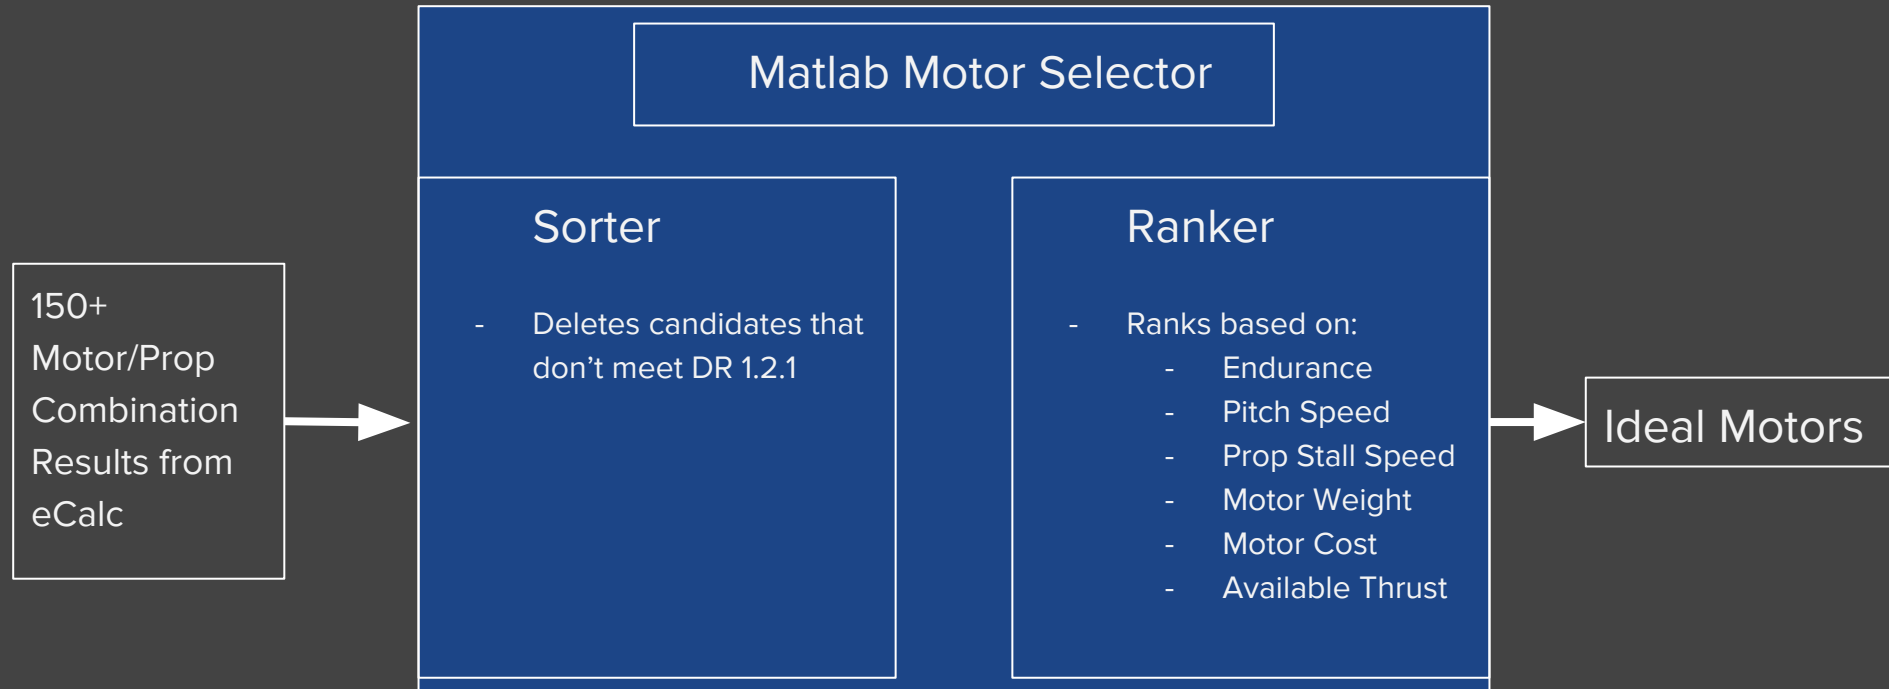 Matlab Motor Selector
150+
Motor/Prop
Combination
Results from
eCalc
Sorter
- Deletes candidates that
don’t meet DR 1.2.1
Ranker
- Ranks based on:
- Endurance
- Pitch Speed
- Prop Stall Speed
- Motor Weight
- Motor Cost
- Available Thrust
Ideal Motors